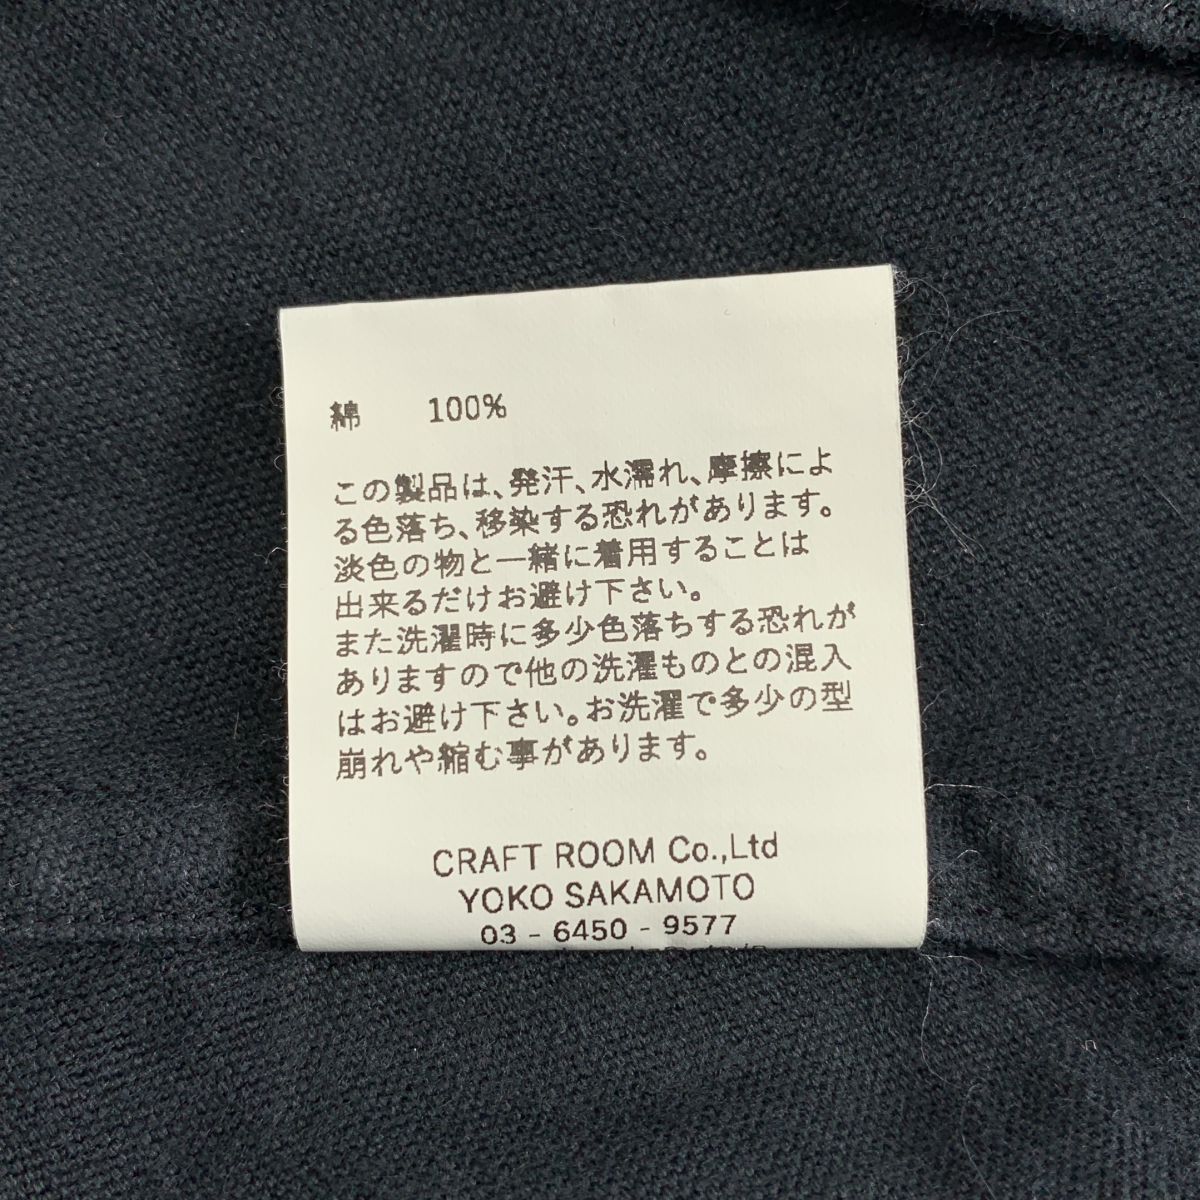 綿 100%
この製品は、発汗、水濡れ、摩擦によ
る色落ち、移染する恐れがあります。
淡色の物と一緒に着用することは
出来るだけお避け下さい。
また洗濯時に多少色落ちする恐れが
ありますので他の洗濯ものとの混入
はお避け下さい。お洗濯で多少の型
崩れや縮む事があります。
CRAFT ROOM Co.,Ltd
YOKO SAKAMOTO
03 - 6450 - 9577